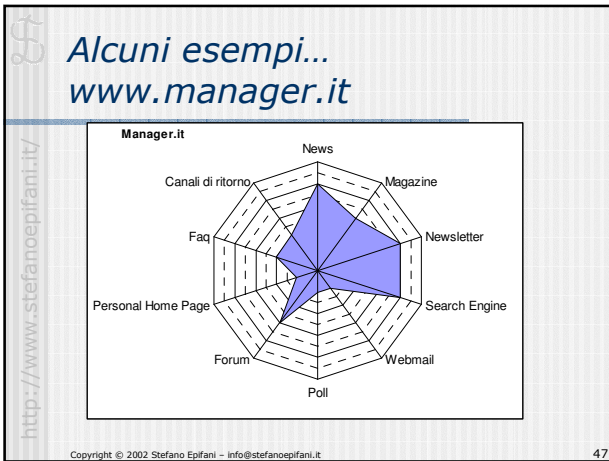 Alcuni esempi…
www.manager.it
http://www.stefanoepifani.it/
Manager.it
News
Magazine
Newsletter
Search Engine
Webmail
Poll
Forum
Personal Home Page
Faq
Canali di ritorno
Copyright © 2002 Stefano Epifani – info@stefanoepifani.it
47